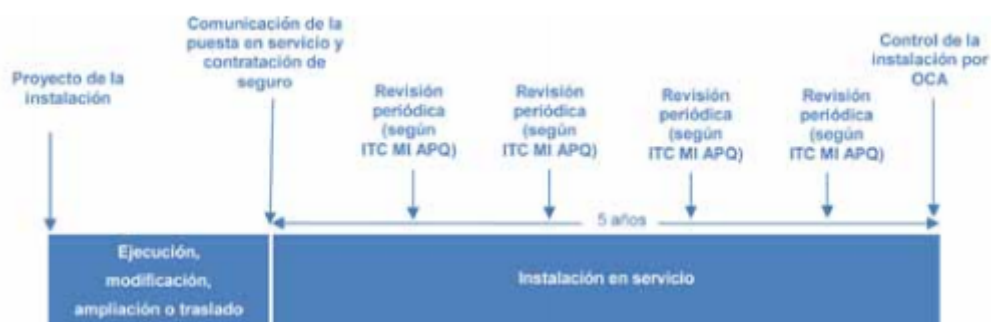 Proyecto de la
instalación
Comunicación de la
puesta en servicio y
contratación de
seguro
Revisión
periódica
(según
ITC MI APQ)
Revisión
periódica
(según
ITC MI APQ)
Revisión
periódica
(según
ITC MI APQ)
Revisión
periódica
(según
ITC MI APQ)
Control de la
instalación por
OCA
5 años
Ejecución,
modificación,
ampliación o traslado
Instalación en servicio